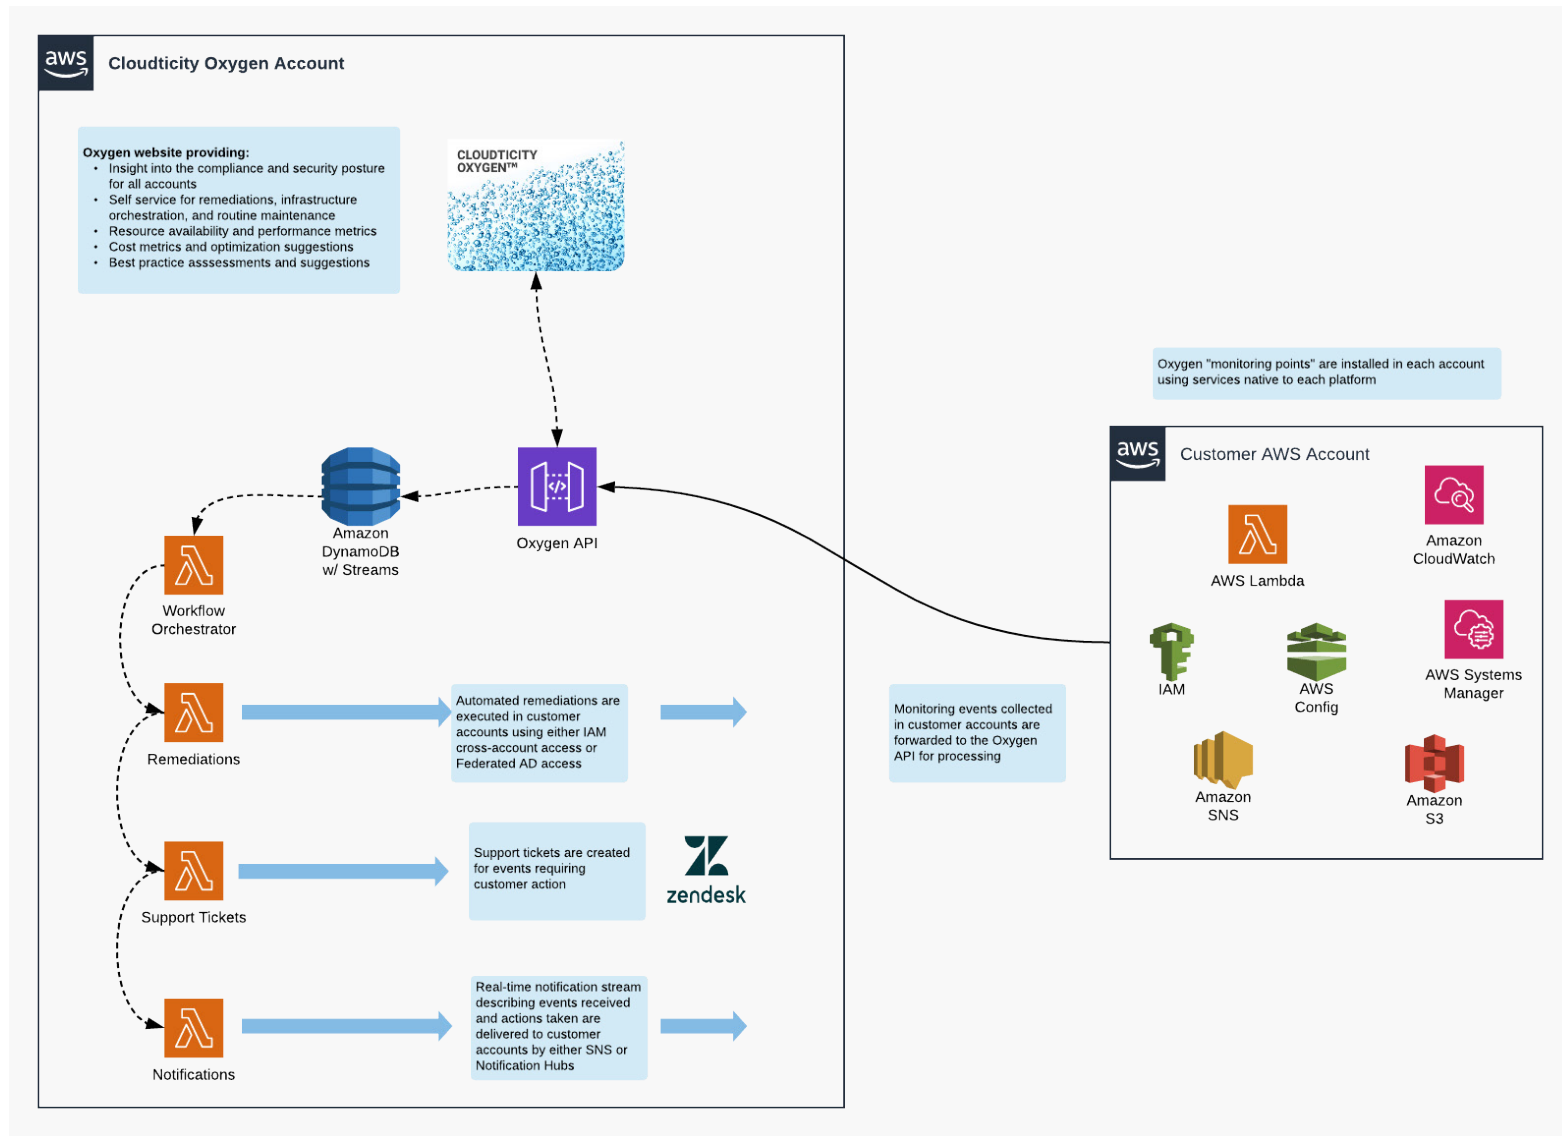 aws
Cloudticity Oxygen Account
Oxygen website providing:
• Insight into the compliance and security posture
for all accounts
• Self service for remediations, infrastructure
orchestration, and routine maintenance
• Resource availability and performance metrics
• Cost metrics and optimization suggestions
• Best practice asssessments and suggestions
CLOUDTICITY
OXYGEN™
Oxygen "monitoring points" are installed in each account
using services native to each platform
aws
Customer AWS Account
</>
Oxygen API
Amazon
DynamoDB
w/ Streams
Workflow
Orchestrator
Amazon
CloudWatch
AWS Lambda
IAM
AWS
Config
AWS Systems
Manager
Amazon
SNS
Amazon
S3
Remediations
Automated remediations are
executed in customer
accounts using either IAM
cross-account access or
Federated AD access
Monitoring events collected
in customer accounts are
forwarded to the Oxygen
API for processing
Support Tickets
Support tickets are created
for events requiring
customer action
zendesk
Notifications
Real-time notification stream
describing events received
and actions taken are
delivered to customer
accounts by either SNS or
Notification Hubs